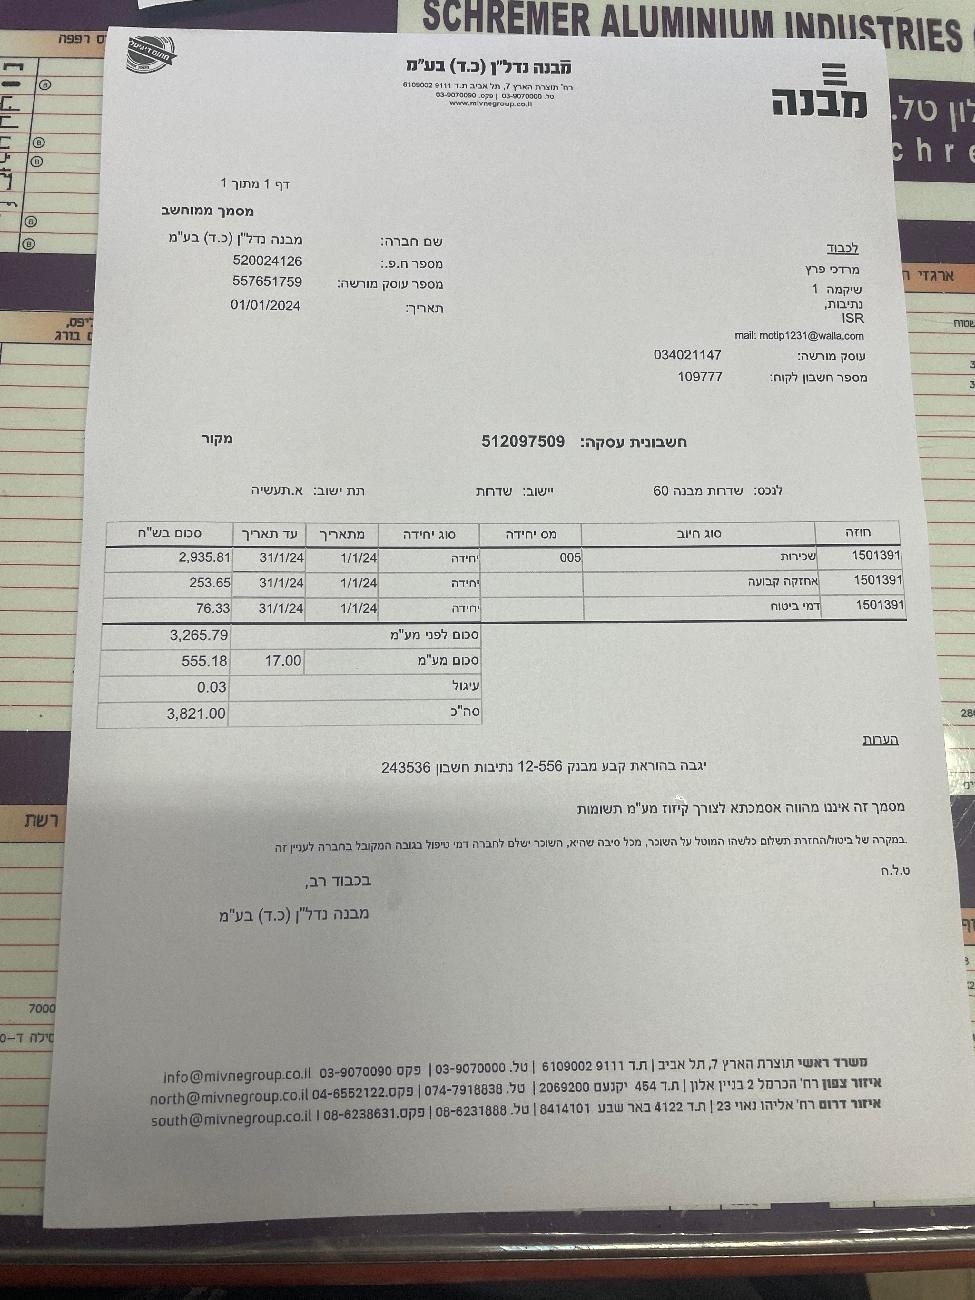 SCHREMER ALUMINIUM INDUSTRIES
מבנה נדל"ן (כ.ד) בע"מ
רח' תוצרת הארץ 7, תל אביב ת.ד 9111 6109002
טל. 03-9070000 | פקס. 03-9070090
www.mivnegroup.co.il
מבנה
דף 1 מתוך 1
מסמך ממוחשב
שם חברה: מבנה נדל"ן (כ.ד) בע"מ
מספר ח.פ.: 520024126
מספר עוסק מורשה: 557651759
תאריך: 01/01/2024
לכבוד
מרדכי פרץ
שיקמה 1
נתיבות,
ISR
mail: motip1231@walla.com
עוסק מורשה: 034021147
מספר חשבון לקוח: 109777
חשבונית עסקה: 512097509 מקור
לנכס: שדרות מבנה 60 יישוב: שדרות תת ישוב: א.תעשיה
חוזה סוג חיוב מס יחידה סוג יחידה מתאריך עד תאריך סכום בש"ח
1501391 שכירות 005 יחידה 1/1/24 31/1/24 2,935.81
1501391 אחזקה קבועה יחידה 1/1/24 31/1/24 253.65
1501391 דמי ביטוח יחידה 1/1/24 31/1/24 76.33
סכום לפני מע"מ 3,265.79
סכום מע"מ 17.00 555.18
עיגול 0.03
סה"כ 3,821.00
הערות
יגבה בהוראת קבע מבנק 12-556 נתיבות חשבון 243536
מסמך זה איננו מהווה אסמכתא לצורך קיזוז מע"מ תשומות
במקרה של ביטול/החזרת תשלום כלשהו המוטל על השוכר, מכל סיבה שהיא, השוכר ישלם לחברה דמי טיפול בגובה המקובל בחברה לעניין זה.
ט.ל.ח
בכבוד רב,
מבנה נדל"ן (כ.ד) בע"מ
משרד ראשי תוצרת הארץ 7, תל אביב | ת.ד 9111 6109002 | טל. 03-9070000 | פקס 03-9070090 info@mivnegroup.co.il
איזור צפון רח' הכרמל 2 בניין אלון | ת.ד 454 יקנעם 2069200 | טל. 074-7918838 | פקס.04-6552122 north@mivnegroup.co.il
איזור דרום רח' אליהו נאוי 23 | ת.ד 4122 באר שבע 8414101 | טל. 08-6231888 | פקס.08-6238631 | south@mivnegroup.co.il